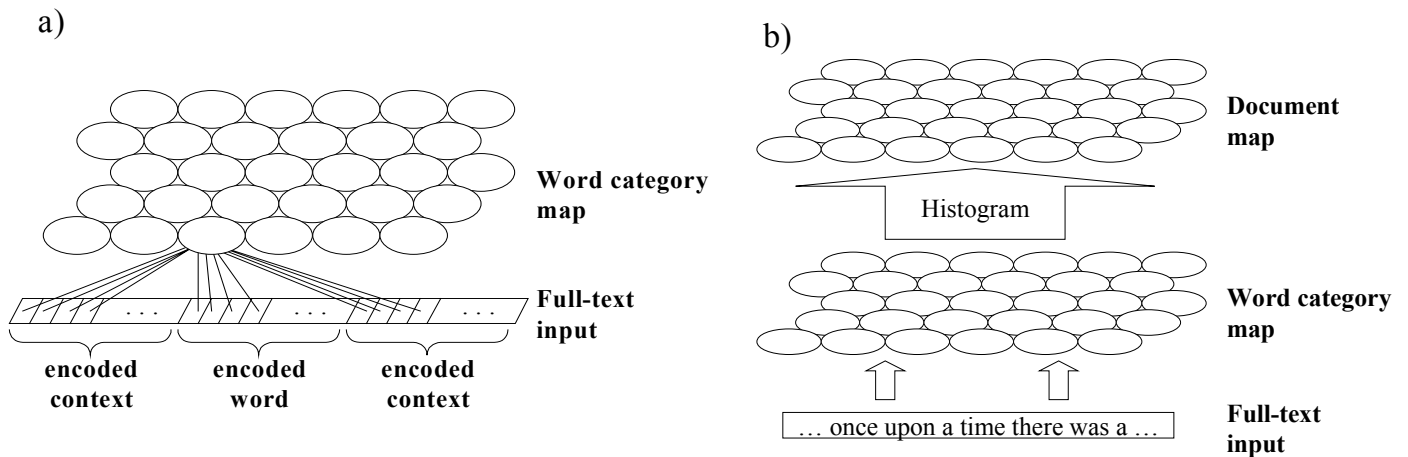 a)
Word category
map
. . .
. . .
. . .
Full-text
input
encoded
context
encoded
word
encoded
context
b)
Document
map
Histogram
Word category
map
… once upon a time there was a …
Full-text
input